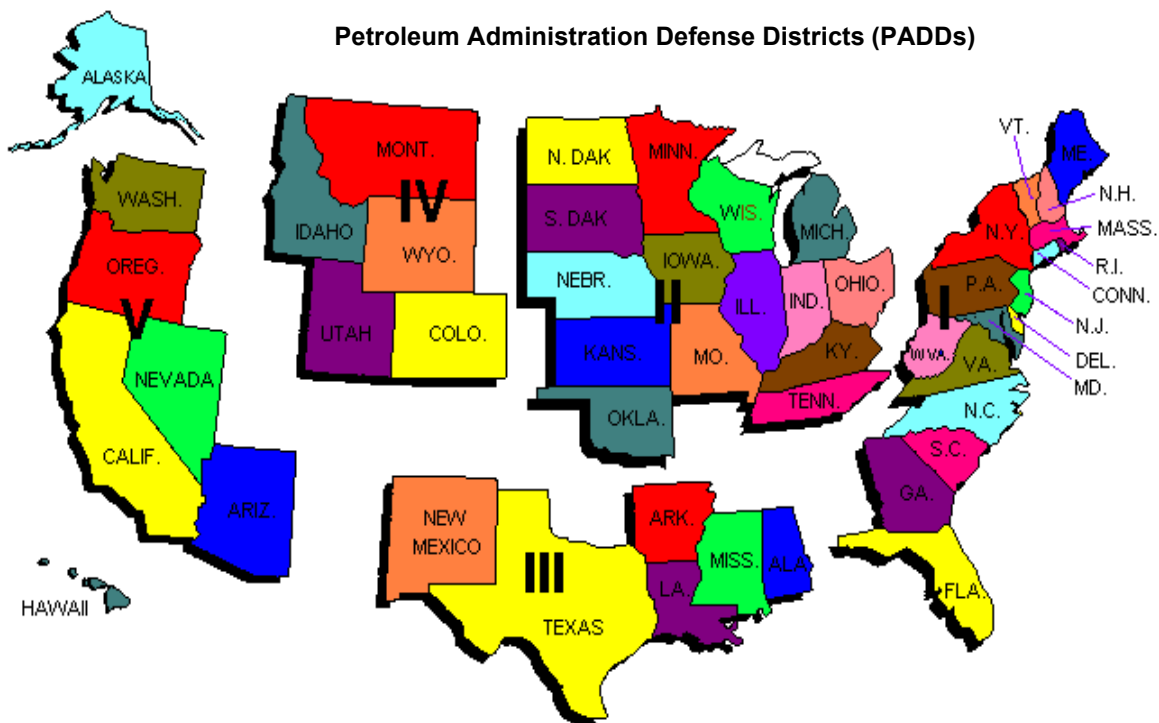 Petroleum Administration Defense Districts (PADDs)
ALASKA
WASH.
OREG.
V
NEVADA
CALIF.
ARIZ.
HAWAII
MONT.
IV
IDAHO
WYO.
UTAH
COLO.
N. DAK
MINN.
S. DAK
WIS.
MICH.
NEBR.
IOWA.
II
ILL.
IND.
OHIO.
KANS.
MO.
KY.
TENN.
OKLA.
NEW
MEXICO
III
TEXAS
ARK.
LA.
MISS.
ALA
VT.
ME.
N.H.
N.Y.
MASS.
R.I.
CONN.
P.A.
I
N.J.
DEL.
MD.
W VA.
VA.
N.C.
S.C.
GA.
FLA.